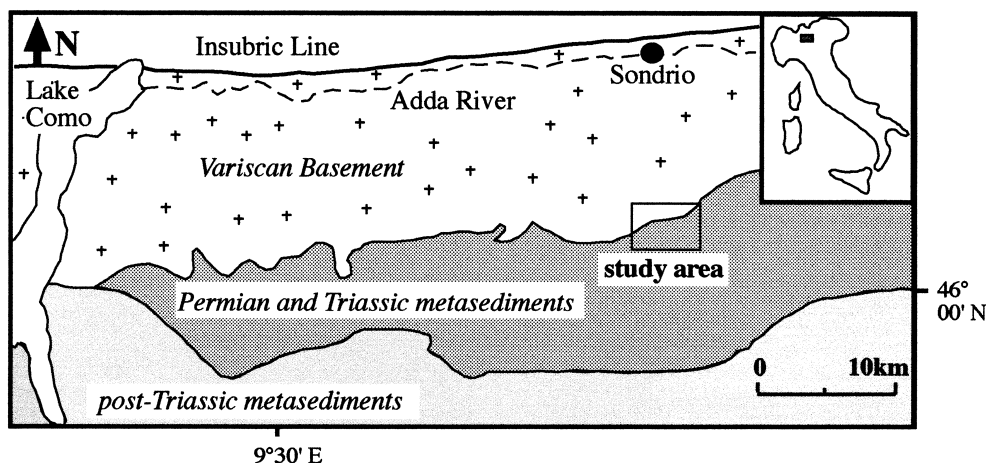 N
Insubric Line
Sondrio
Lake
Como
Adda River
Variscan Basement
study area
Permian and Triassic metasediments
46°
00' N
0 10km
post-Triassic metasediments
9°30' E